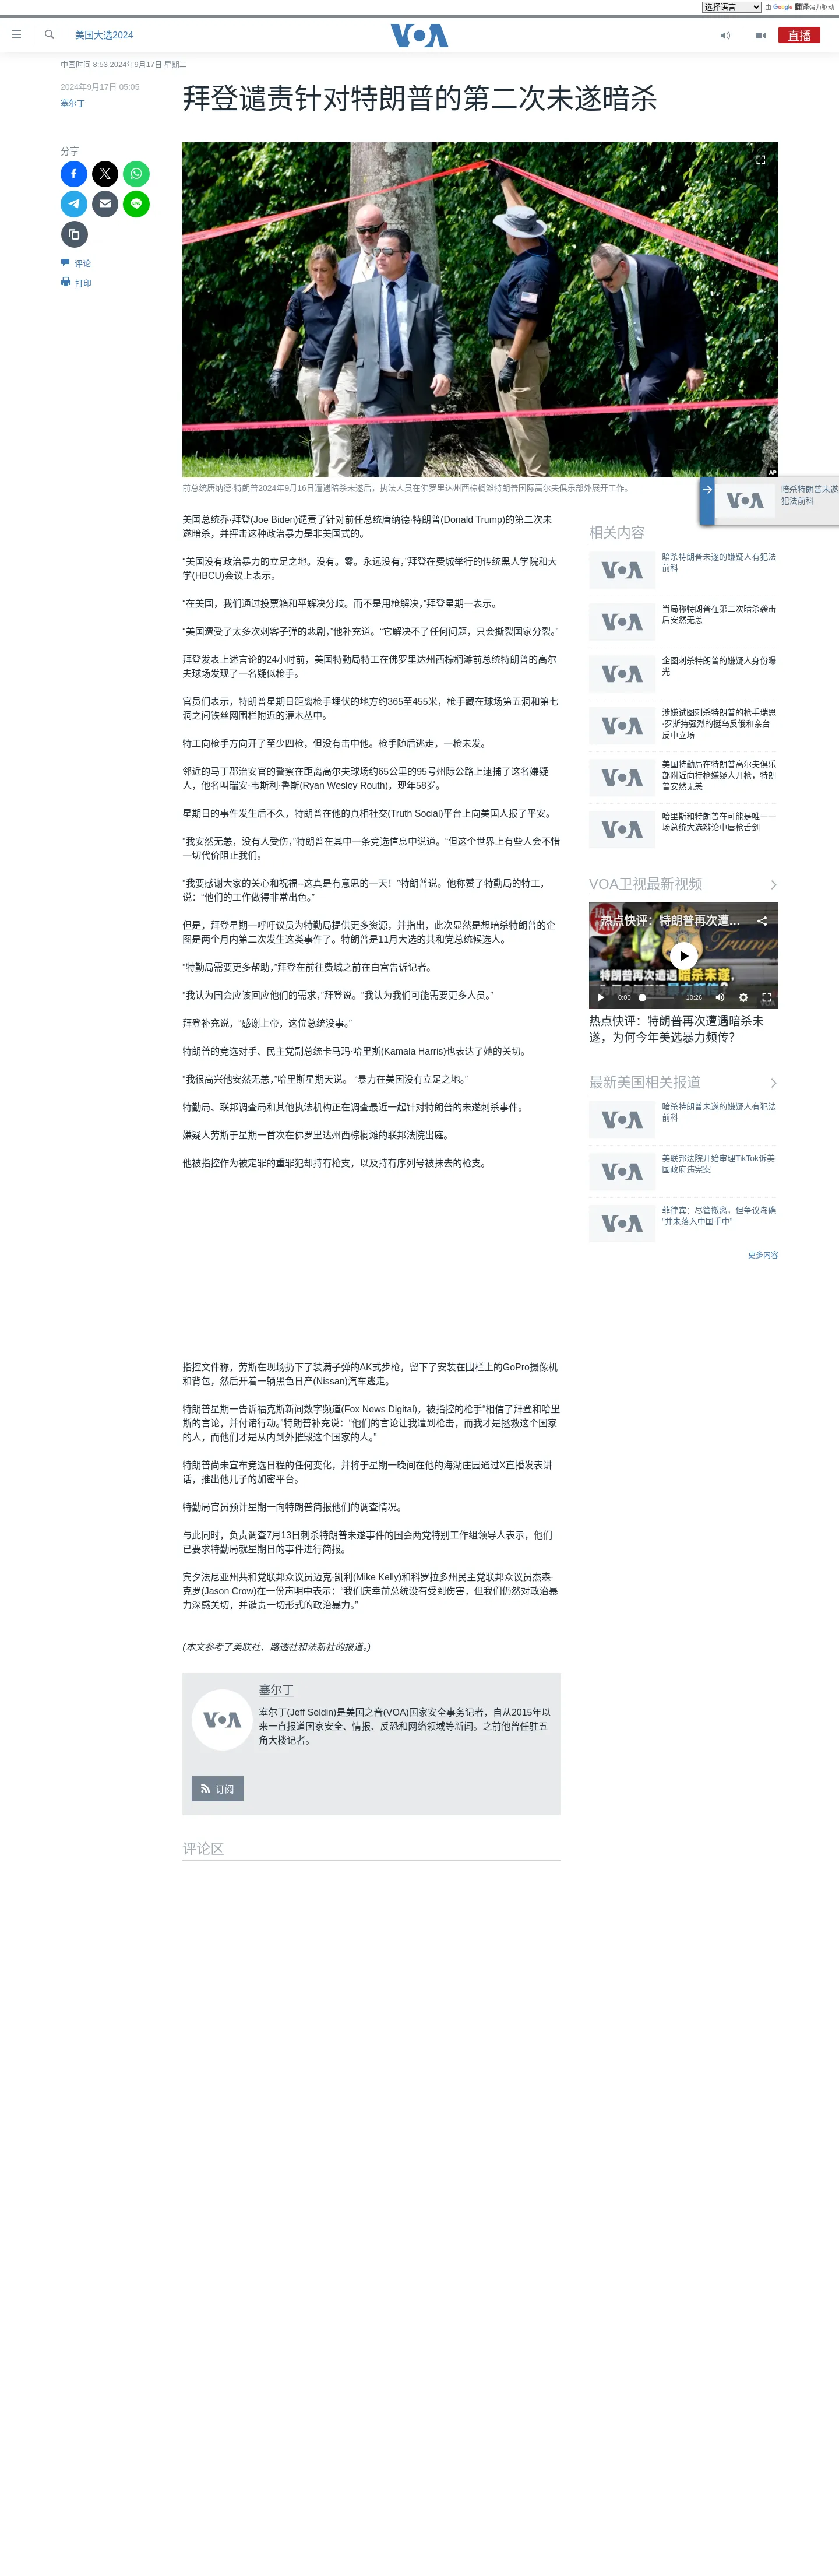 选择语言 由 Google 翻译强力驱动
美国大选2024
VOA
直播
中国时间 8:53 2024年9月17日 星期二
2024年9月17日 05:05
塞尔丁
拜登谴责针对特朗普的第二次未遂暗杀
分享
评论
打印
AP
前总统唐纳德·特朗普2024年9月16日遭遇暗杀未遂后，执法人员在佛罗里达州西棕榈滩特朗普国际高尔夫俱乐部外展开工作。
VOA
暗杀特朗普未遂
犯法前科
美国总统乔·拜登(Joe Biden)谴责了针对前任总统唐纳德·特朗普(Donald Trump)的第二次未
遂暗杀，并抨击这种政治暴力是非美国式的。
“美国没有政治暴力的立足之地。没有。零。永远没有，”拜登在费城举行的传统黑人学院和大
学(HBCU)会议上表示。
“在美国，我们通过投票箱和平解决分歧。而不是用枪解决，”拜登星期一表示。
“美国遭受了太多次刺客子弹的悲剧，”他补充道。“它解决不了任何问题，只会撕裂国家分裂。”
拜登发表上述言论的24小时前，美国特勤局特工在佛罗里达州西棕榈滩前总统特朗普的高尔
夫球场发现了一名疑似枪手。
官员们表示，特朗普星期日距离枪手埋伏的地方约365至455米，枪手藏在球场第五洞和第七
洞之间铁丝网围栏附近的灌木丛中。
特工向枪手方向开了至少四枪，但没有击中他。枪手随后逃走，一枪未发。
邻近的马丁郡治安官的警察在距离高尔夫球场约65公里的95号州际公路上逮捕了这名嫌疑
人，他名叫瑞安·韦斯利·鲁斯(Ryan Wesley Routh)，现年58岁。
星期日的事件发生后不久，特朗普在他的真相社交(Truth Social)平台上向美国人报了平安。
“我安然无恙，没有人受伤，”特朗普在其中一条竞选信息中说道。“但这个世界上有些人会不惜
一切代价阻止我们。
“我要感谢大家的关心和祝福--这真是有意思的一天！”特朗普说。他称赞了特勤局的特工，
说：“他们的工作做得非常出色。”
但是，拜登星期一呼吁议员为特勤局提供更多资源，并指出，此次显然是想暗杀特朗普的企
图是两个月内第二次发生这类事件了。特朗普是11月大选的共和党总统候选人。
“特勤局需要更多帮助，”拜登在前往费城之前在白宫告诉记者。
“我认为国会应该回应他们的需求，”拜登说。“我认为我们可能需要更多人员。”
拜登补充说，“感谢上帝，这位总统没事。”
特朗普的竞选对手、民主党副总统卡马玛·哈里斯(Kamala Harris)也表达了她的关切。
“我很高兴他安然无恙，”哈里斯星期天说。 “暴力在美国没有立足之地。”
特勤局、联邦调查局和其他执法机构正在调查最近一起针对特朗普的未遂刺杀事件。
嫌疑人劳斯于星期一首次在佛罗里达州西棕榈滩的联邦法院出庭。
他被指控作为被定罪的重罪犯却持有枪支，以及持有序列号被抹去的枪支。
指控文件称，劳斯在现场扔下了装满子弹的AK式步枪，留下了安装在围栏上的GoPro摄像机
和背包，然后开着一辆黑色日产(Nissan)汽车逃走。
特朗普星期一告诉福克斯新闻数字频道(Fox News Digital)，被指控的枪手“相信了拜登和哈里
斯的言论，并付诸行动。”特朗普补充说：“他们的言论让我遭到枪击，而我才是拯救这个国家
的人，而他们才是从内到外摧毁这个国家的人。”
特朗普尚未宣布竞选日程的任何变化，并将于星期一晚间在他的海湖庄园通过X直播发表讲
话，推出他儿子的加密平台。
特勤局官员预计星期一向特朗普简报他们的调查情况。
与此同时，负责调查7月13日刺杀特朗普未遂事件的国会两党特别工作组领导人表示，他们
已要求特勤局就星期日的事件进行简报。
宾夕法尼亚州共和党联邦众议员迈克·凯利(Mike Kelly)和科罗拉多州民主党联邦众议员杰森·
克罗(Jason Crow)在一份声明中表示：“我们庆幸前总统没有受到伤害，但我们仍然对政治暴
力深感关切，并谴责一切形式的政治暴力。”
(本文参考了美联社、路透社和法新社的报道。)
VOA
塞尔丁
塞尔丁(Jeff Seldin)是美国之音(VOA)国家安全事务记者，自从2015年以
来一直报道国家安全、情报、反恐和网络领域等新闻。之前他曾任驻五
角大楼记者。
订阅
评论区
相关内容
VOA
暗杀特朗普未遂的嫌疑人有犯法
前科
VOA
当局称特朗普在第二次暗杀袭击
后安然无恙
VOA
企图刺杀特朗普的嫌疑人身份曝
光
VOA
涉嫌试图刺杀特朗普的枪手瑞恩
·罗斯持强烈的挺乌反俄和亲台
反中立场
VOA
美国特勤局在特朗普高尔夫俱乐
部附近向持枪嫌疑人开枪，特朗
普安然无恙
VOA
哈里斯和特朗普在可能是唯一一
场总统大选辩论中唇枪舌剑
VOA卫视最新视频
热点快评：特朗普再次遭...
特朗普再次遭遇暗杀未遂，
0:00 10:26
热点快评：特朗普再次遭遇暗杀未
遂，为何今年美选暴力频传？
最新美国相关报道
VOA
暗杀特朗普未遂的嫌疑人有犯法
前科
VOA
美联邦法院开始审理TikTok诉美
国政府违宪案
VOA
菲律宾：尽管撤离，但争议岛礁
“并未落入中国手中”
更多内容